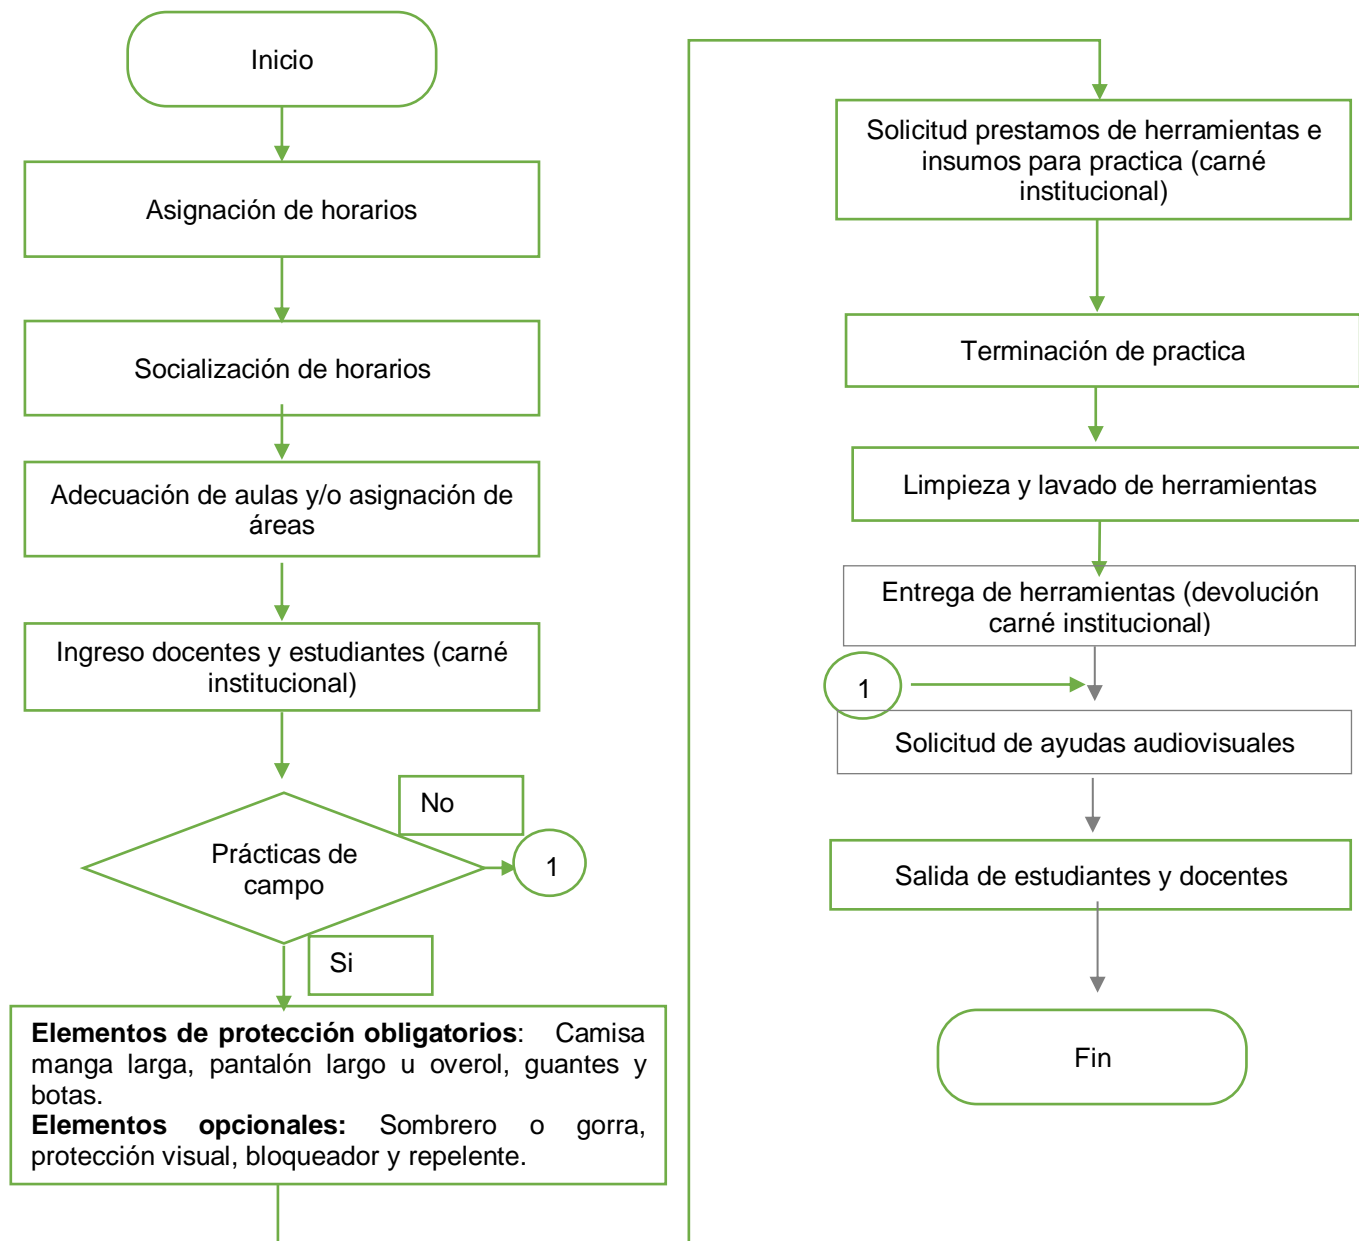 Inicio
Asignación de horarios
Socialización de horarios
Adecuación de aulas y/o asignación de
áreas
Ingreso docentes y estudiantes (carné
institucional)
No
Prácticas de
campo
1
Si
Elementos de protección obligatorios: Camisa
manga larga, pantalón largo u overol, guantes y
botas.
Elementos opcionales: Sombrero o gorra,
protección visual, bloqueador y repelente.
Solicitud prestamos de herramientas e
insumos para practica (carné
institucional)
Terminación de practica
Limpieza y lavado de herramientas
Entrega de herramientas (devolución
carné institucional)
1
Solicitud de ayudas audiovisuales
Salida de estudiantes y docentes
Fin